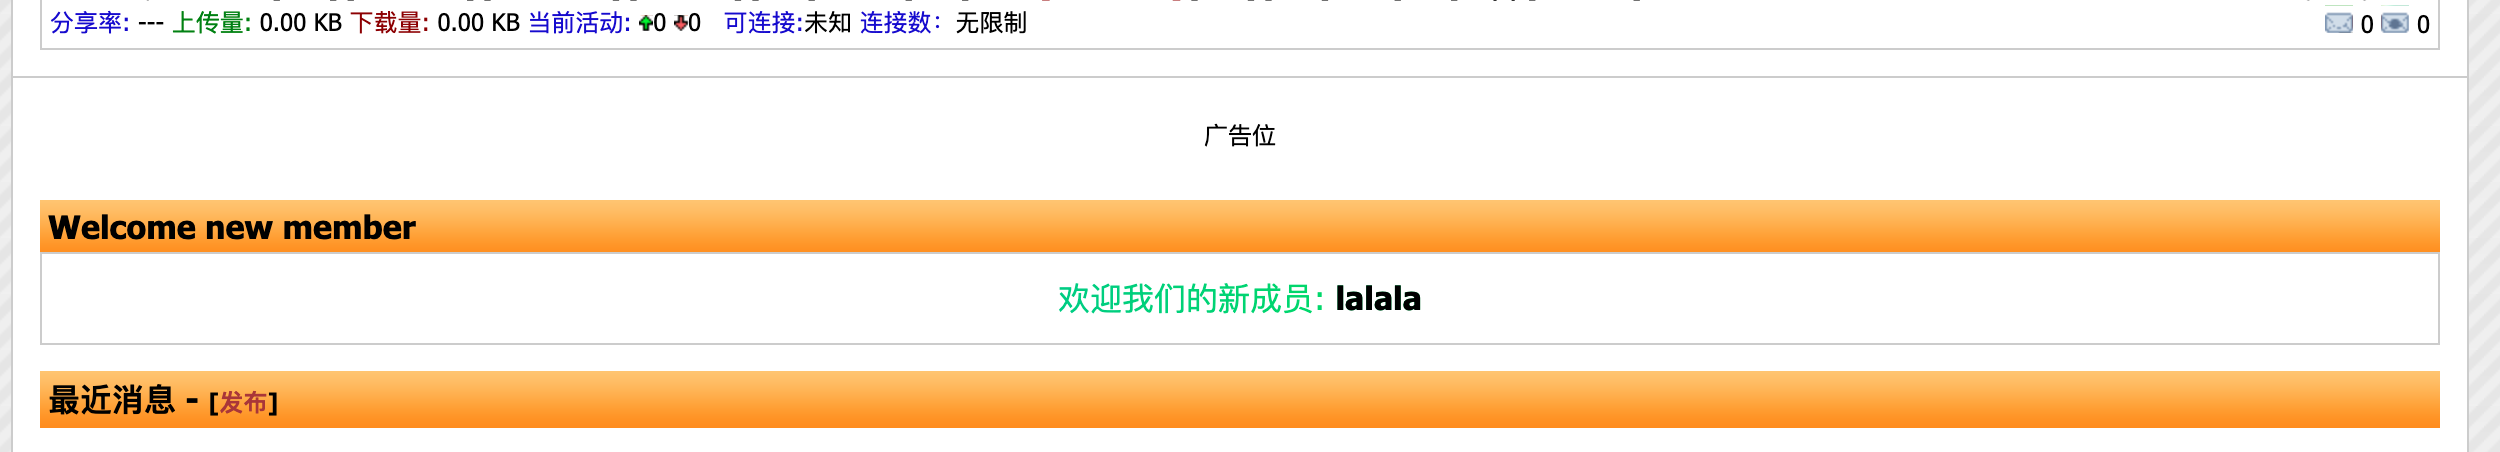 分享率: --- 上传量: 0.00 KB 下载量: 0.00 KB 当前活动: 0 0 可连接:未知 连接数： 无限制 0 0
广告位
Welcome new member
欢迎我们的新成员：lalala
最近消息 - [发布]